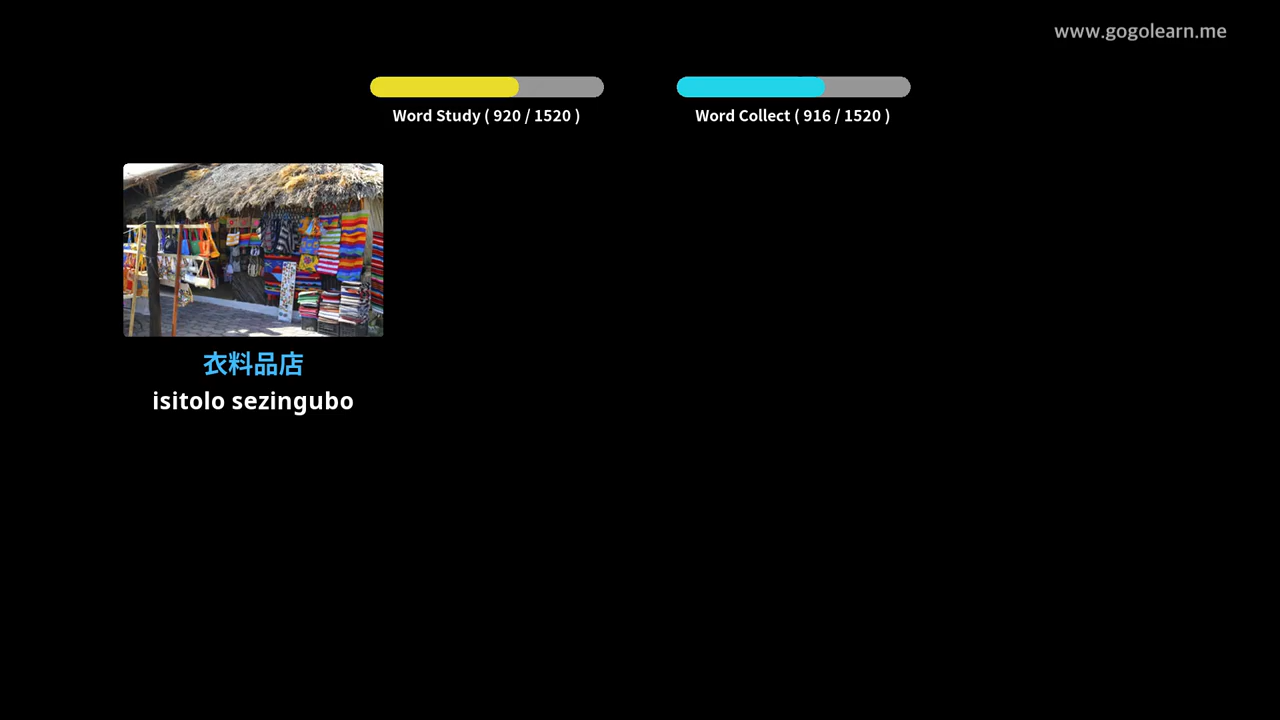 www.gogolearn.me
Word Study ( 920 / 1520 )
Word Collect ( 916 / 1520 )
衣料品店
isitolo sezingubo